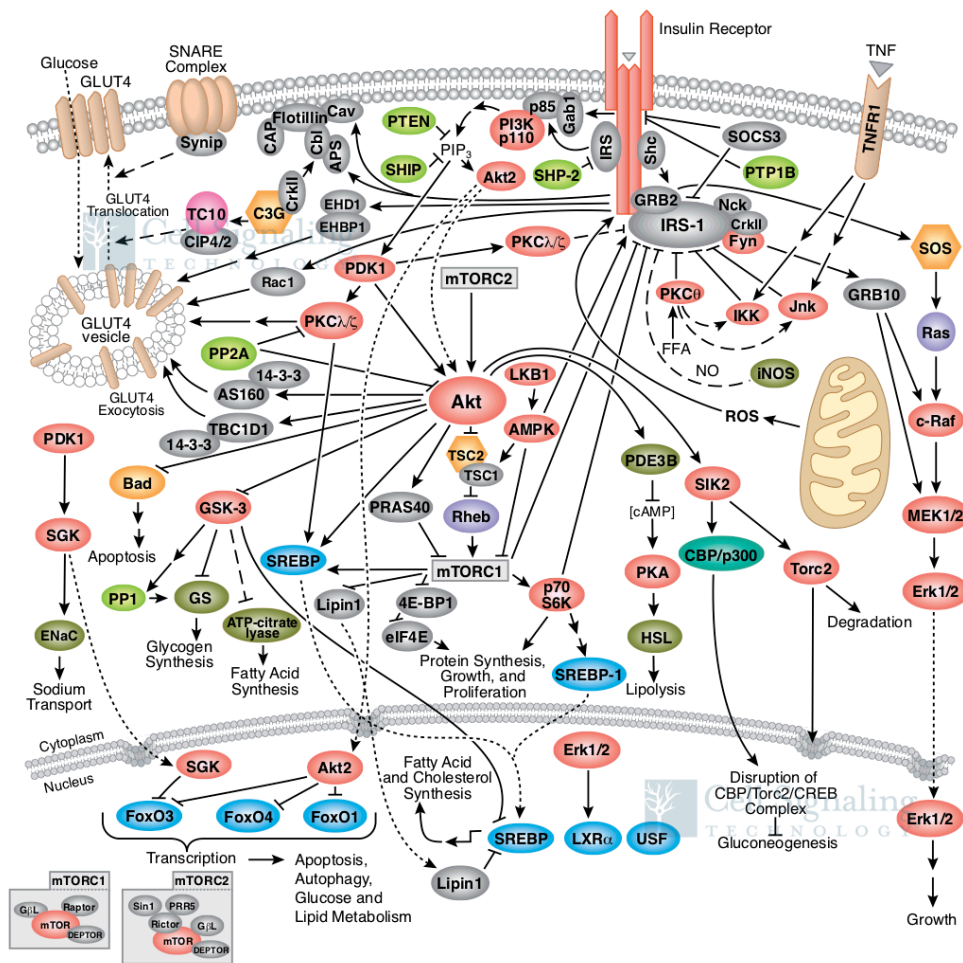 Insulin Receptor
TNF
SNARE
Complex
Glucose
GLUT4
TNFR1
Synip
CAP
Flotillin
Cav
Cbl
APS
CrkII
PTEN
SHIP
PIP3
PI3K
p110
p85
Gab1
SHP-2
IRS
Shc
Akt2
SOCS3
PTP1B
GLUT4
Translocation
TC10
CIP4/2
C3G
EHD1
EHBP1
GRB2
Nck
CrkII
Fyn
IRS-1
SOS
Cell Signaling
TECHNOLOGY
Rac1
PDK1
PKCλ/ζ
mTORC2
PKCθ
IKK
Jnk
FFA
GRB10
Ras
GLUT4
vesicle
PKCλ/ζ
PP2A
14-3-3
AS160
GLUT4
Exocytosis
TBC1D1
14-3-3
Akt
LKB1
AMPK
NO
iNOS
ROS
c-Raf
PDK1
Bad
GSK-3
TSC2
TSC1
PRAS40
Rheb
PDE3B
[cAMP]
SIK2
MEK1/2
SGK
Apoptosis
SREBP
mTORC1
CBP/p300
PKA
Torc2
Erk1/2
PP1
GS
ATP-citrate
lyase
Lipin1
4E-BP1
eIF4E
p70
S6K
HSL
Degradation
ENaC
Glycogen
Synthesis
Fatty Acid
Synthesis
Protein Synthesis,
Growth, and
Proliferation
SREBP-1
Lipolysis
Sodium
Transport
Cytoplasm
Nucleus
SGK
Akt2
FoxO3
FoxO4
FoxO1
Fatty Acid
and Cholesterol
Synthesis
Erk1/2
SREBP
LXRα
USF
Disruption of
CBP/Torc2/CREB
Complex
Gluconeogenesis
Cell Signaling
TECHNOLOGY
Erk1/2
Growth
Transcription
Apoptosis,
Autophagy,
Glucose and
Lipid Metabolism
Lipin1
mTORC1
GβL
Raptor
mTOR
DEPTOR
mTORC2
Sin1
PRR5
Rictor
GβL
mTOR
DEPTOR